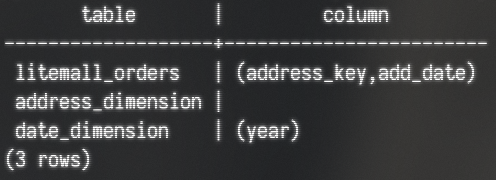 table | column
-------------------+------------------------
litemall_orders | (address_key,add_date)
address_dimension |
date_dimension | (year)
(3 rows)